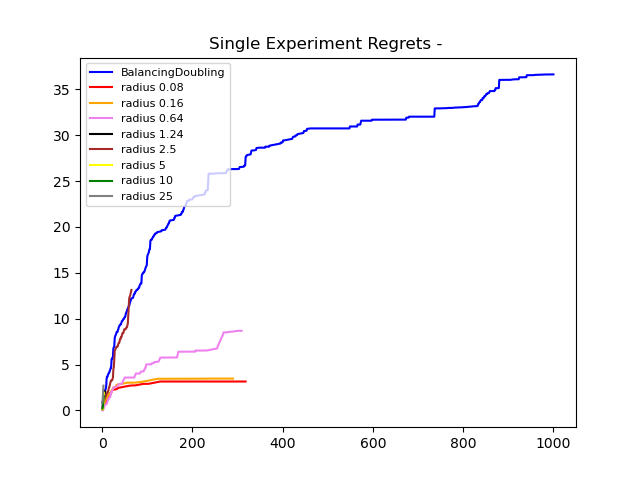 Single Experiment Regrets -
BalancingDoubling
radius 0.08
radius 0.16
radius 0.64
radius 1.24
radius 2.5
radius 5
radius 10
radius 25
35
30
25
20
15
10
5
0
0 200 400 600 800 1000